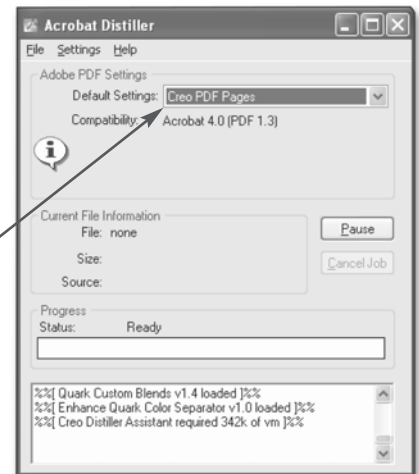 Acrobat Distiller
File Settings Help
Adobe PDF Settings
Default Settings: Creo PDF Pages
Compatibility: Acrobat 4.0 (PDF 1.3)
Current File Information
File: none
Pause
Size:
Cancel Job
Source:
Progress
Status: Ready
%%[ Quark Custom Blends v1.4 loaded ]%%
%%[ Enhance Quark Color Separator v1.0 loaded ]%%
%%[ Creo Distiller Assistant required 342k of vm ]%%